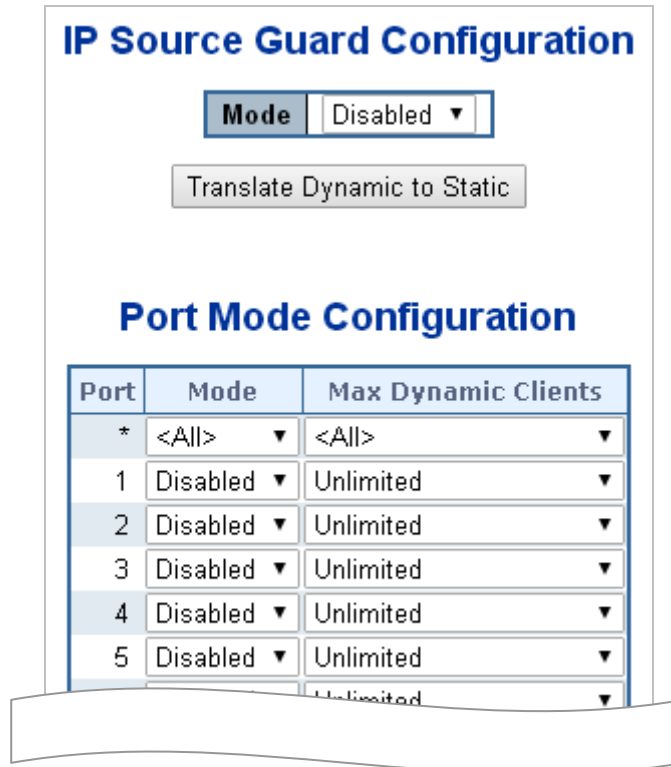 IP Source Guard Configuration
Mode Disabled
Translate Dynamic to Static
Port Mode Configuration
Port Mode Max Dynamic Clients
* <All> <All>
1 Disabled Unlimited
2 Disabled Unlimited
3 Disabled Unlimited
4 Disabled Unlimited
5 Disabled Unlimited
Unlimited